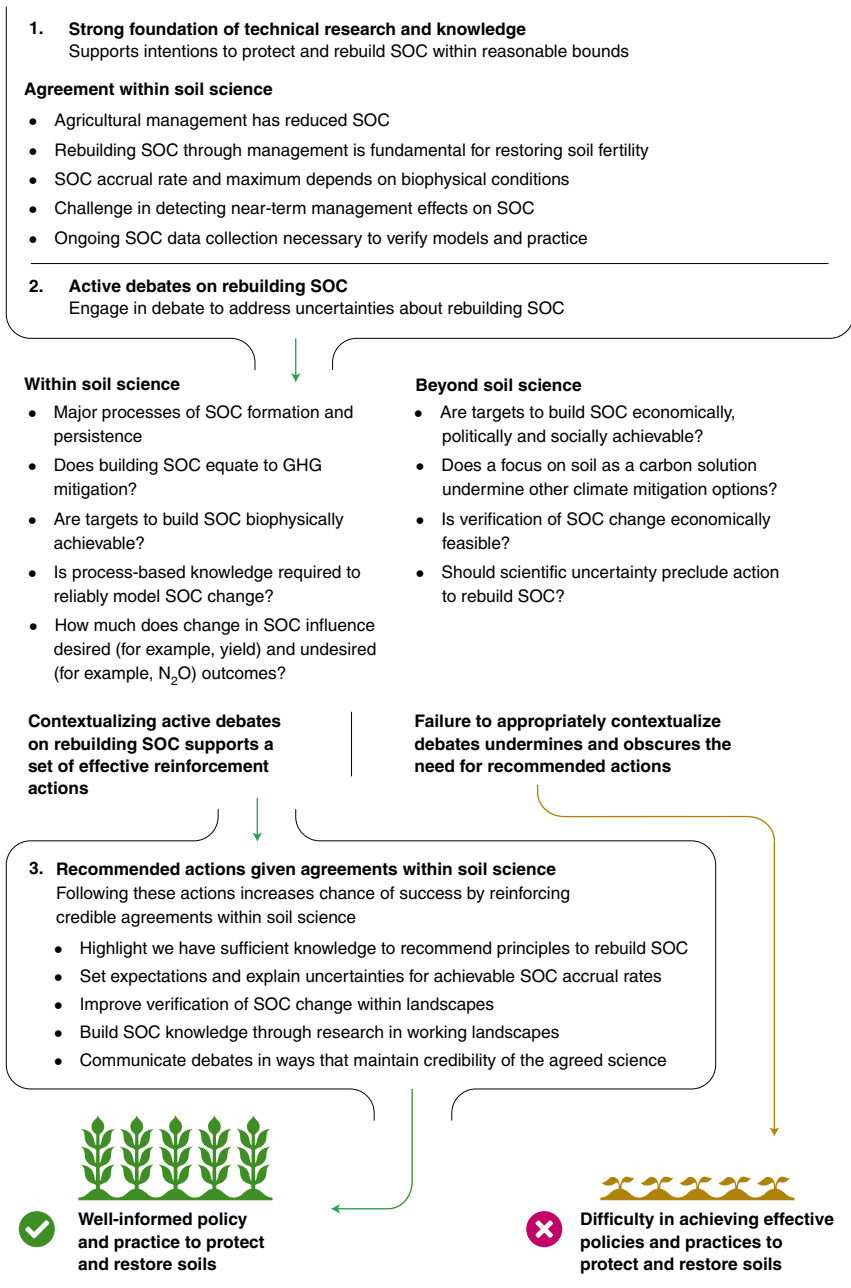 1. Strong foundation of technical research and knowledge
Supports intentions to protect and rebuild SOC within reasonable bounds
Agreement within soil science
• Agricultural management has reduced SOC
• Rebuilding SOC through management is fundamental for restoring soil fertility
• SOC accrual rate and maximum depends on biophysical conditions
• Challenge in detecting near-term management effects on SOC
• Ongoing SOC data collection necessary to verify models and practice
2. Active debates on rebuilding SOC
Engage in debate to address uncertainties about rebuilding SOC
Within soil science
• Major processes of SOC formation and
persistence
• Does building SOC equate to GHG
mitigation?
• Are targets to build SOC biophysically
achievable?
• Is process-based knowledge required to
reliably model SOC change?
• How much does change in SOC influence
desired (for example, yield) and undesired
(for example, N₂O) outcomes?
Beyond soil science
• Are targets to build SOC economically,
politically and socially achievable?
• Does a focus on soil as a carbon solution
undermine other climate mitigation options?
• Is verification of SOC change economically
feasible?
• Should scientific uncertainty preclude action
to rebuild SOC?
Contextualizing active debates
on rebuilding SOC supports a
set of effective reinforcement
actions
Failure to appropriately contextualize
debates undermines and obscures the
need for recommended actions
3. Recommended actions given agreements within soil science
Following these actions increases chance of success by reinforcing
credible agreements within soil science
• Highlight we have sufficient knowledge to recommend principles to rebuild SOC
• Set expectations and explain uncertainties for achievable SOC accrual rates
• Improve verification of SOC change within landscapes
• Build SOC knowledge through research in working landscapes
• Communicate debates in ways that maintain credibility of the agreed science
Well-informed policy
and practice to protect
and restore soils
Difficulty in achieving effective
policies and practices to
protect and restore soils